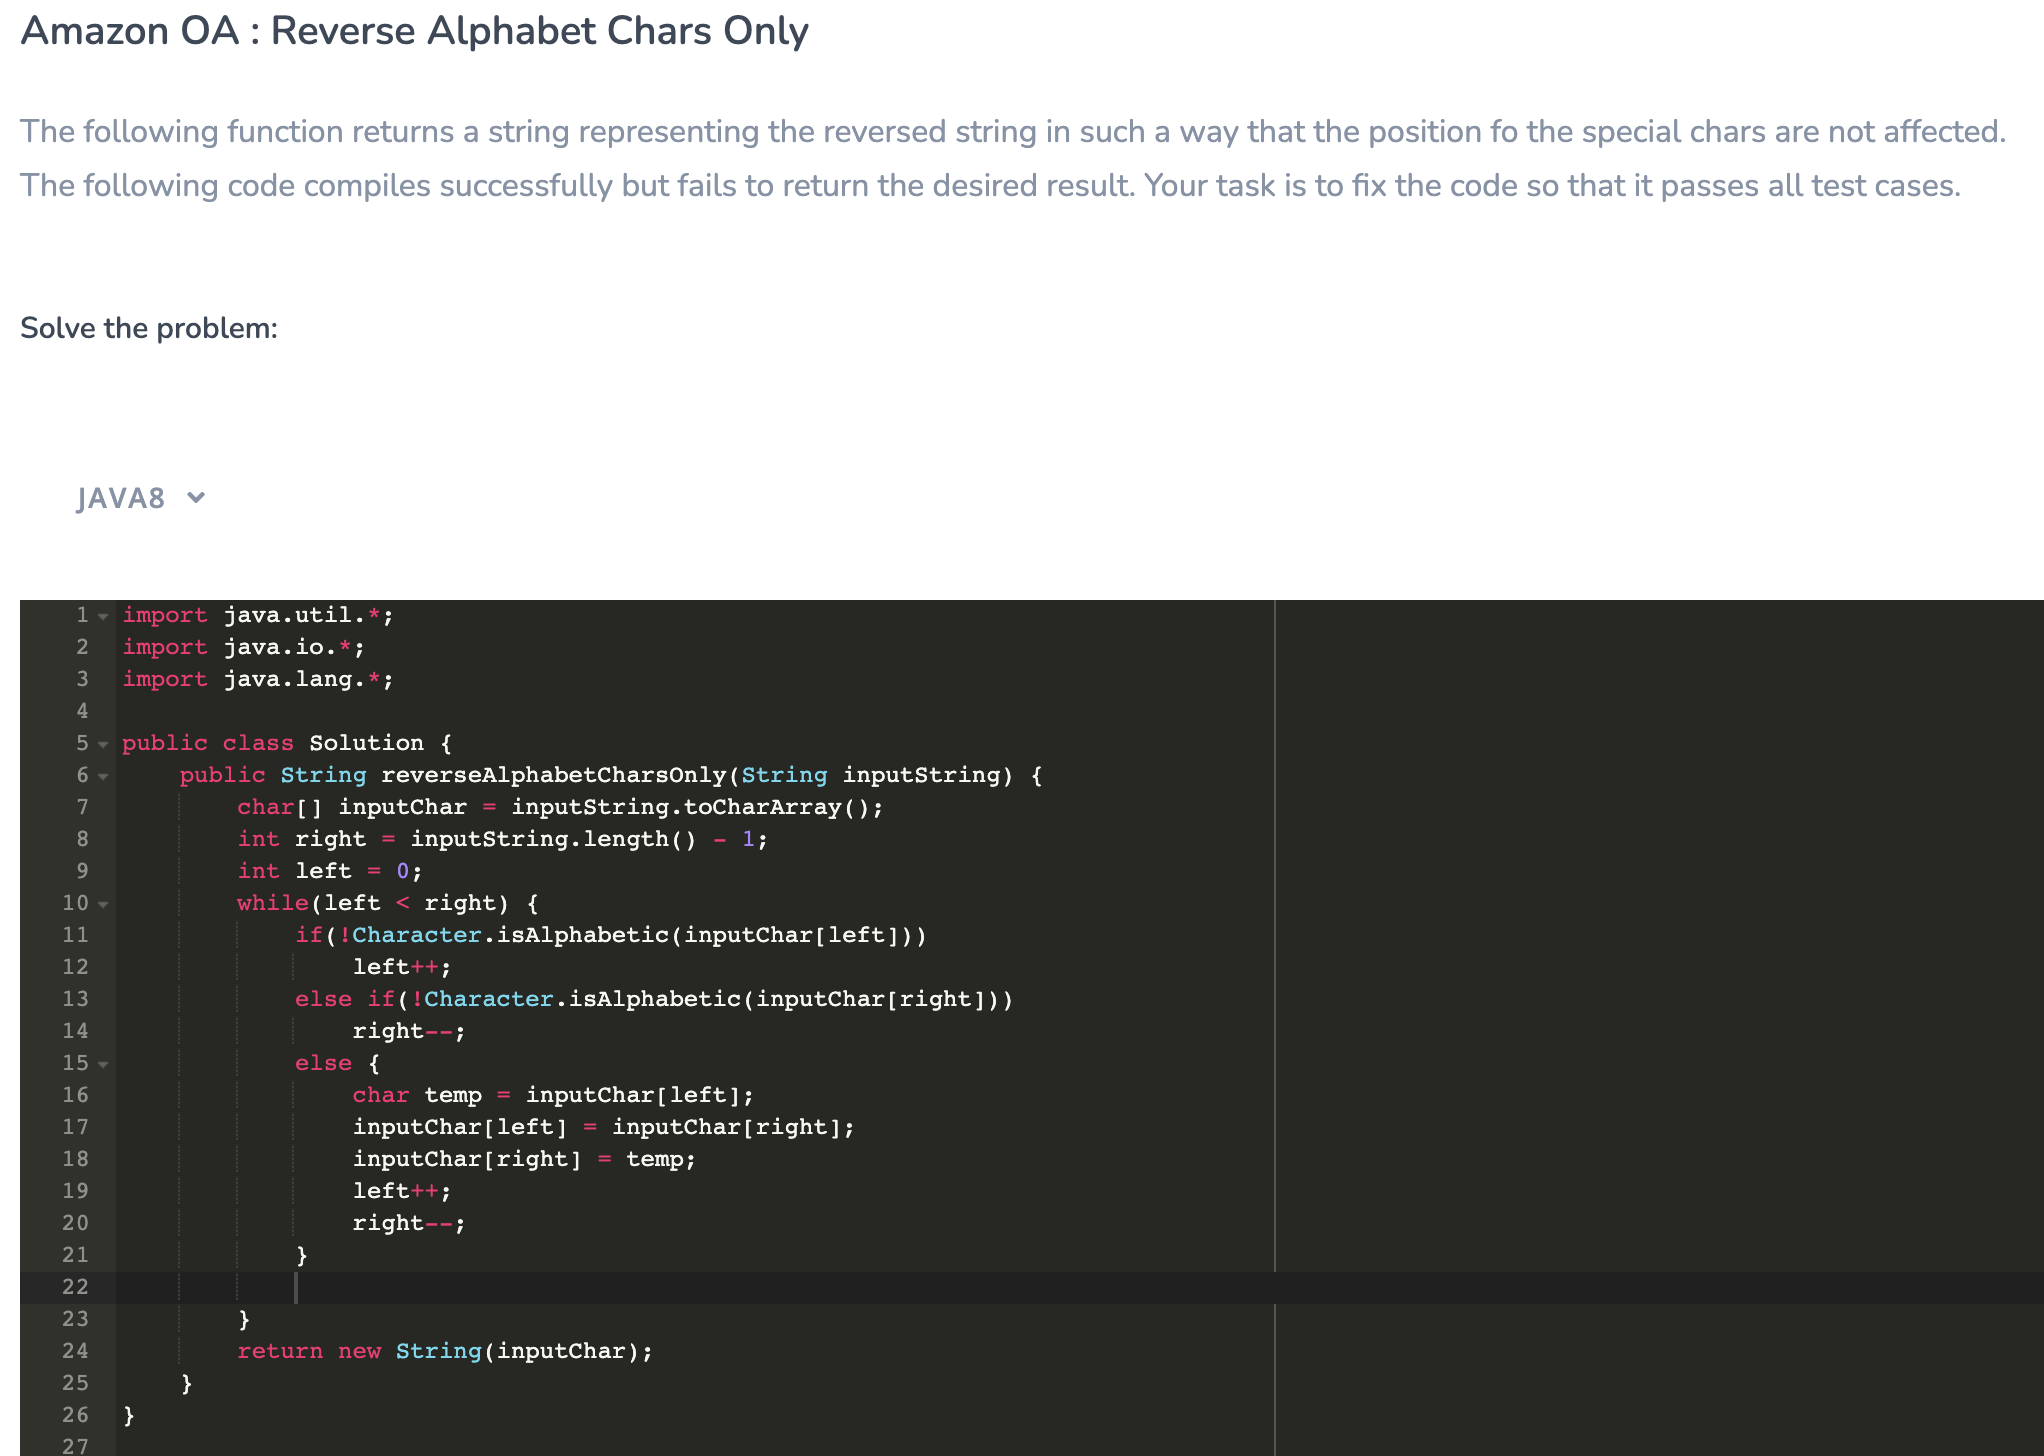 Amazon OA : Reverse Alphabet Chars Only
The following function returns a string representing the reversed string in such a way that the position fo the special chars are not affected.
The following code compiles successfully but fails to return the desired result. Your task is to fix the code so that it passes all test cases.
Solve the problem:
JAVA8
1 import java.util.*;
2 import java.io.*;
3 import java.lang.*;
4
5 public class Solution {
6     public String reverseAlphabetCharsOnly(String inputString) {
7         char[] inputChar = inputString.toCharArray();
8         int right = inputString.length() - 1;
9         int left = 0;
10         while(left < right) {
11             if(!Character.isAlphabetic(inputChar[left]))
12                 left++;
13             else if(!Character.isAlphabetic(inputChar[right]))
14                 right--;
15             else {
16                 char temp = inputChar[left];
17                 inputChar[left] = inputChar[right];
18                 inputChar[right] = temp;
19                 left++;
20                 right--;
21             }
22
23         }
24         return new String(inputChar);
25     }
26 }
27